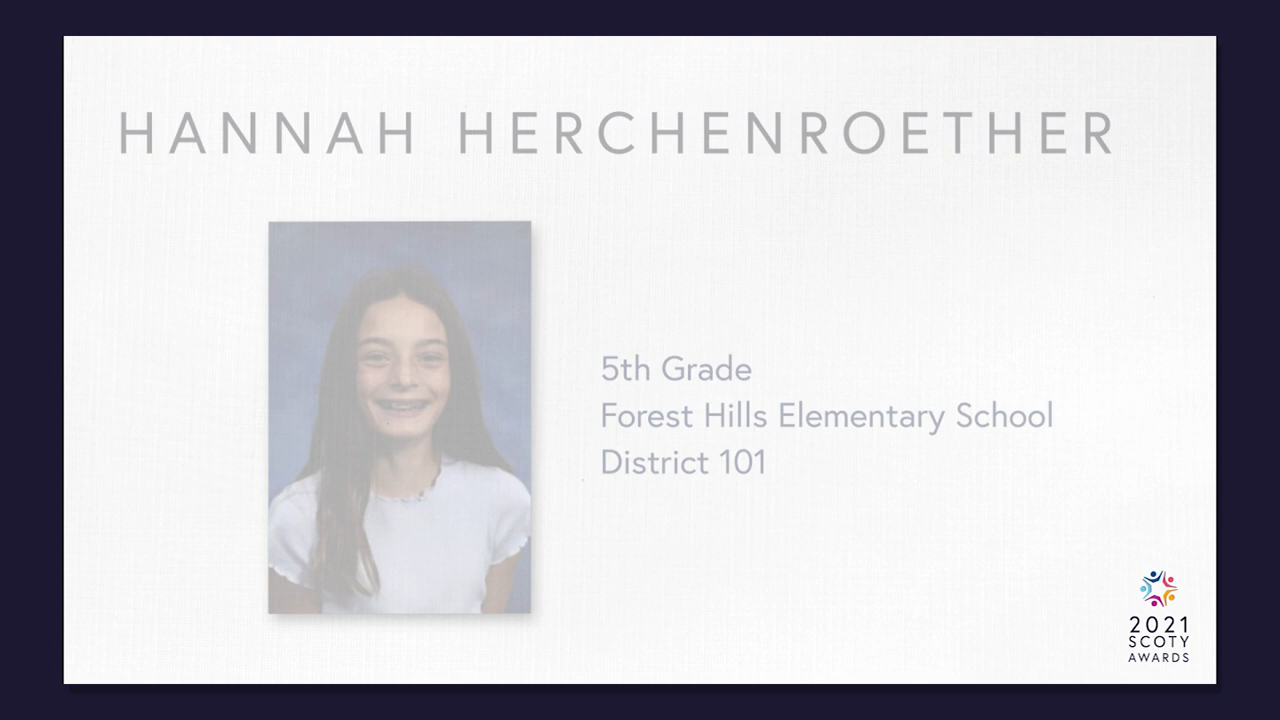 HANNAH HERCHENROETHER
5th Grade
Forest Hills Elementary School
District 101
2021
SCOTY
AWARDS